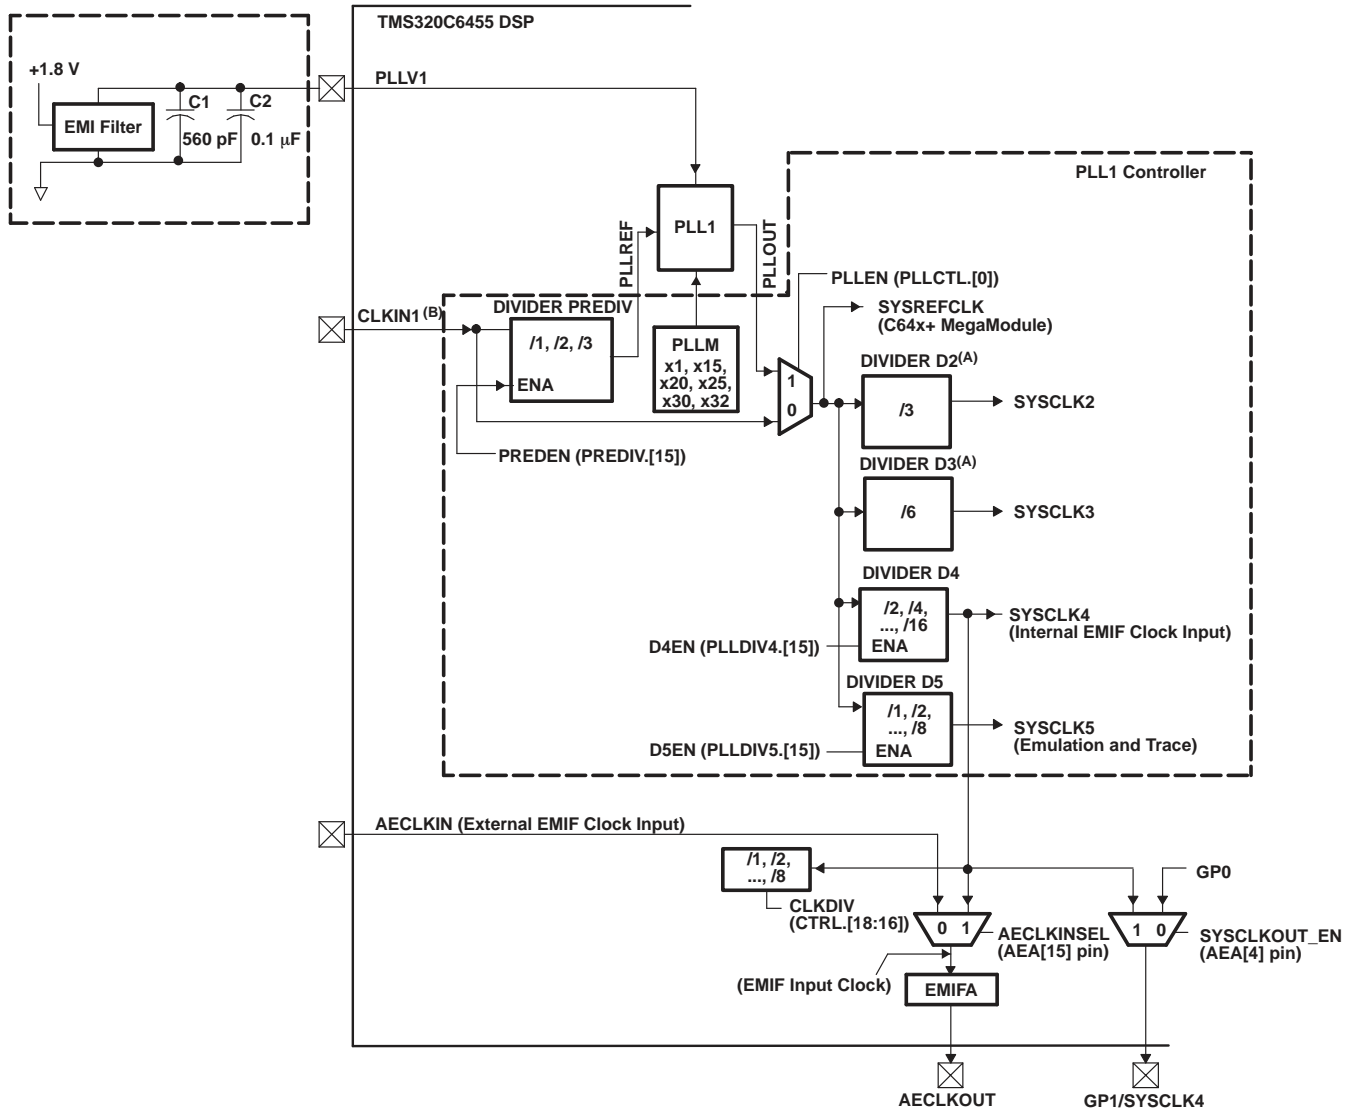 TMS320C6455 DSP
+1.8 V
EMI Filter
C1
C2
560 pF
0.1 µF
PLLV1
PLL1 Controller
PLL1
PLLREF
PLLOUT
PLLEN (PLLCTL.[0])
CLKIN1 (B)
DIVIDER PREDIV
/1, /2, /3
ENA
PLLM
x1, x15,
x20, x25,
x30, x32
PREDEN (PREDIV.[15])
1
0
SYSREFCLK
(C64x+ MegaModule)
DIVIDER D2(A)
/3
SYSCLK2
DIVIDER D3(A)
/6
SYSCLK3
DIVIDER D4
/2, /4,
..., /16
ENA
D4EN (PLLDIV4.[15])
SYSCLK4
(Internal EMIF Clock Input)
DIVIDER D5
/1, /2,
..., /8
ENA
D5EN (PLLDIV5.[15])
SYSCLK5
(Emulation and Trace)
AECLKIN (External EMIF Clock Input)
/1, /2,
..., /8
CLKDIV
(CTRL.[18:16])
GP0
0 1
AECLKINSEL
(AEA[15] pin)
1 0
SYSCLKOUT_EN
(AEA[4] pin)
(EMIF Input Clock)
EMIFA
AECLKOUT
GP1/SYSCLK4